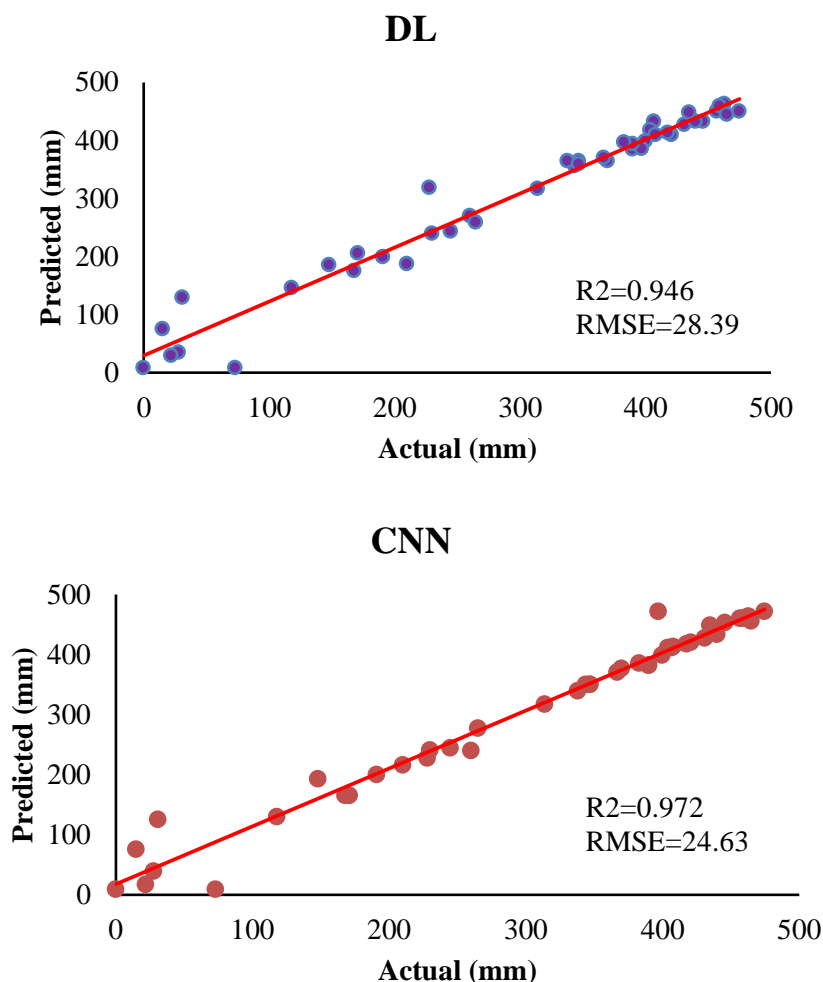 DL
500
400
300
200
100
0
Predicted (mm)
R2=0.946
RMSE=28.39
0 100 200 300 400 500
Actual (mm)
CNN
500
400
300
200
100
0
Predicted (mm)
R2=0.972
RMSE=24.63
0 100 200 300 400 500
Actual (mm)